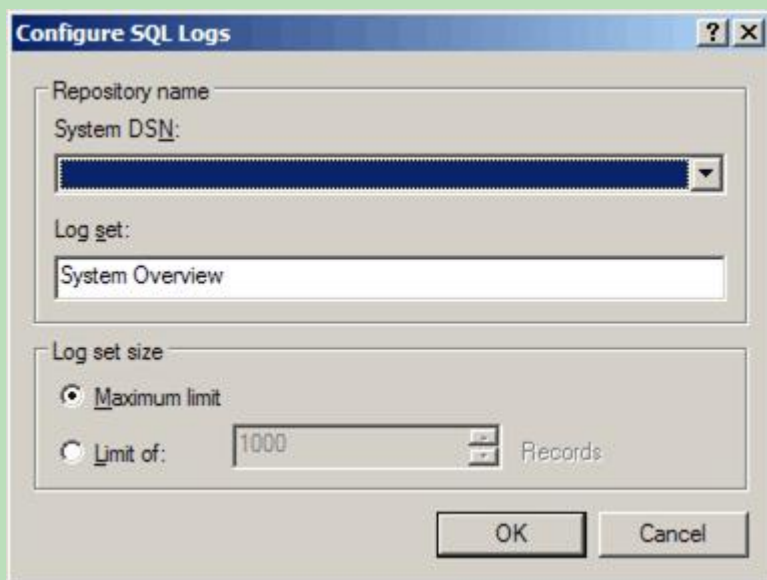 Configure SQL Logs
Repository name
System DSN:
Log set:
System Overview
Log set size
Maximum limit
Limit of: 1000 Records
OK Cancel